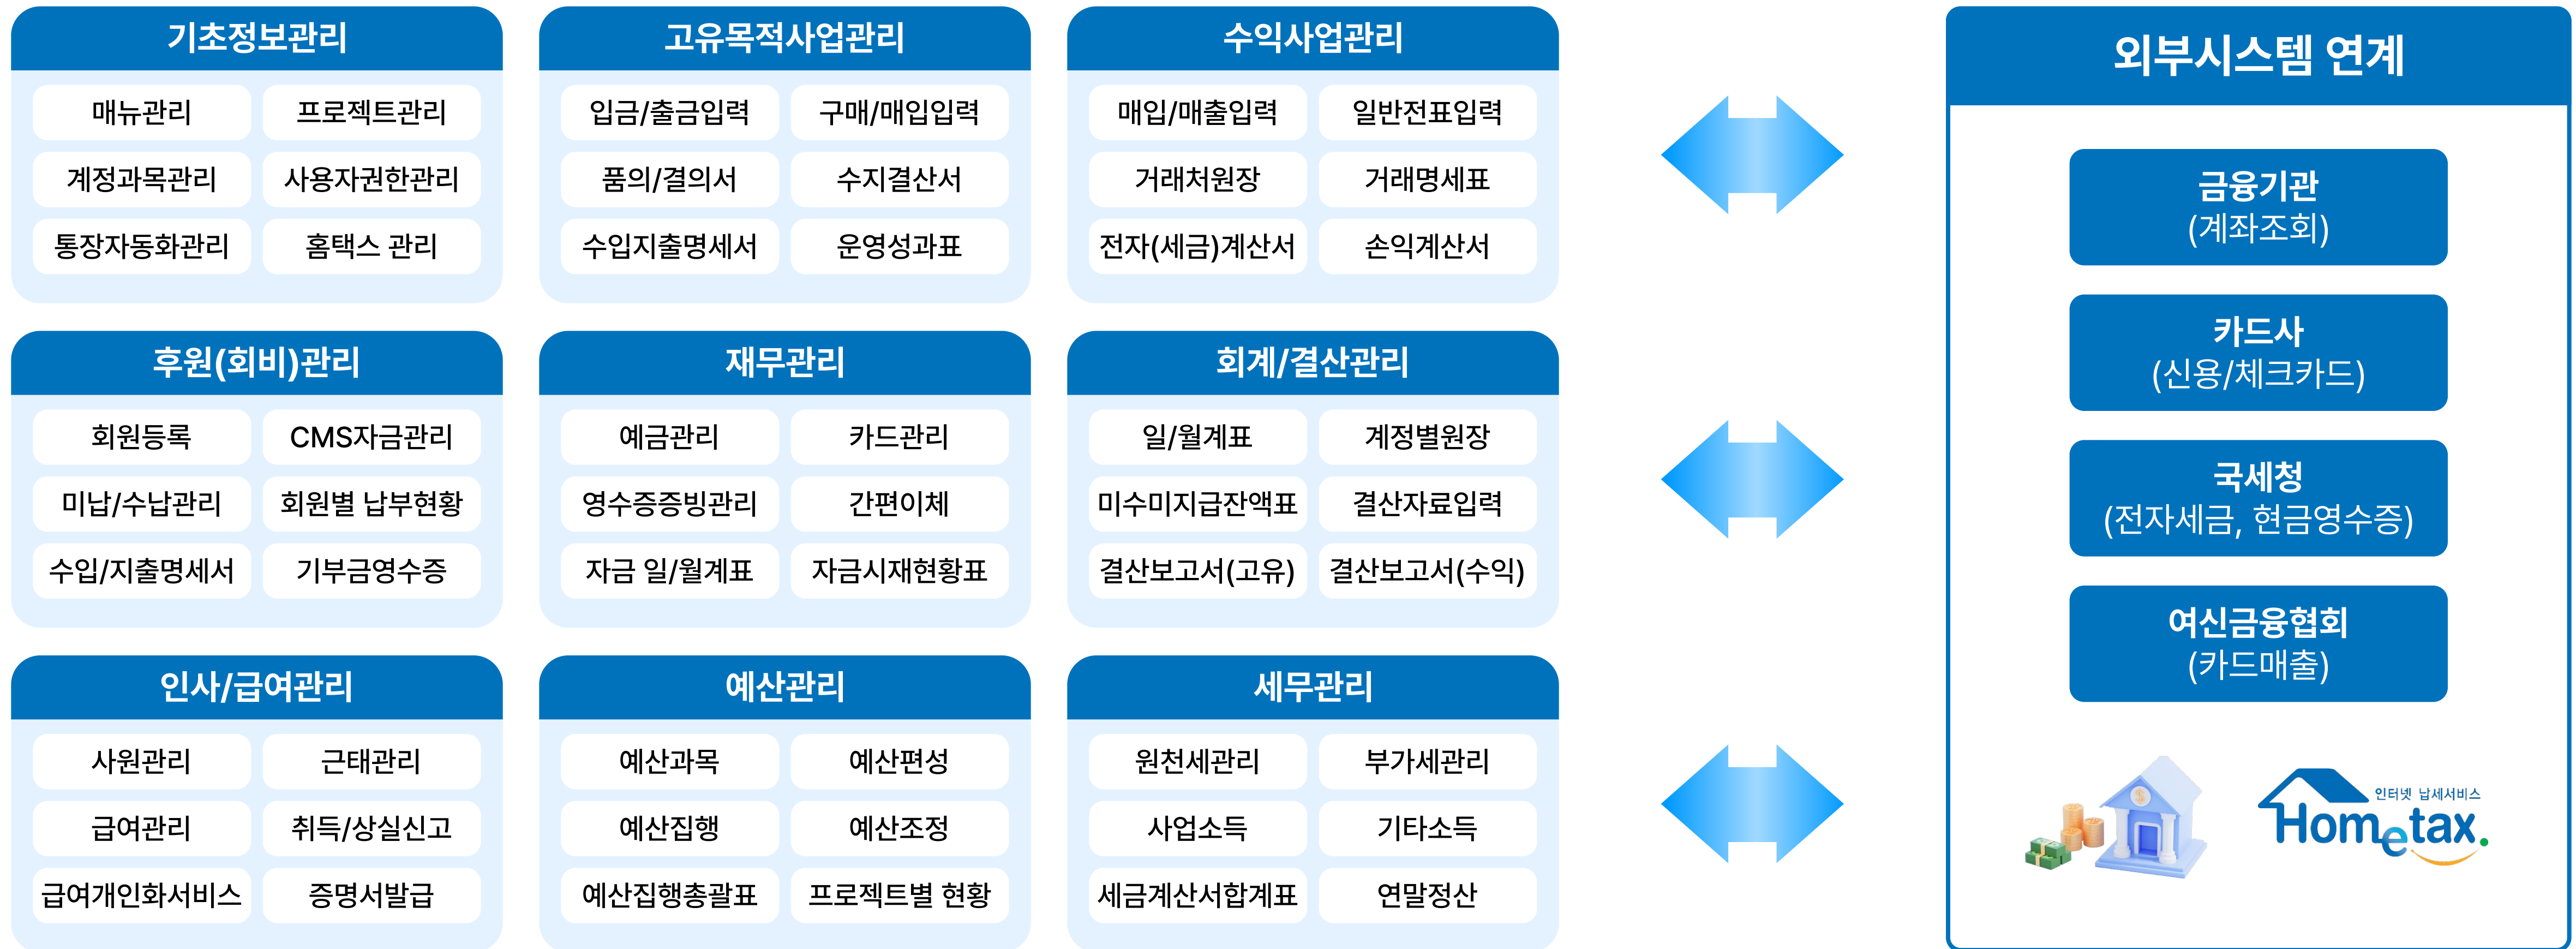 기초정보관리
매뉴관리
프로젝트관리
계정과목관리
사용자권한관리
통장자동화관리
홈택스 관리
고유목적사업관리
입금/출금입력
구매/매입입력
품의/결의서
수지결산서
수입지출명세서
운영성과표
수익사업관리
매입/매출입력
일반전표입력
거래처원장
거래명세표
전자(세금)계산서
손익계산서
후원(회비)관리
회원등록
CMS자금관리
미납/수납관리
회원별 납부현황
수입/지출명세서
기부금영수증
재무관리
예금관리
카드관리
영수증증빙관리
간편이체
자금 일/월계표
자금시재현황표
회계/결산관리
일/월계표
계정별원장
미수미지급잔액표
결산자료입력
결산보고서(고유)
결산보고서(수익)
인사/급여관리
사원관리
근태관리
급여관리
취득/상실신고
급여개인화서비스
증명서발급
예산관리
예산과목
예산편성
예산집행
예산조정
예산집행총괄표
프로젝트별 현황
세무관리
원천세관리
부가세관리
사업소득
기타소득
세금계산서합계표
연말정산
외부시스템 연계
금융기관
(계좌조회)
카드사
(신용/체크카드)
국세청
(전자세금, 현금영수증)
여신금융협회
(카드매출)
인터넷 납세서비스
Hometax.